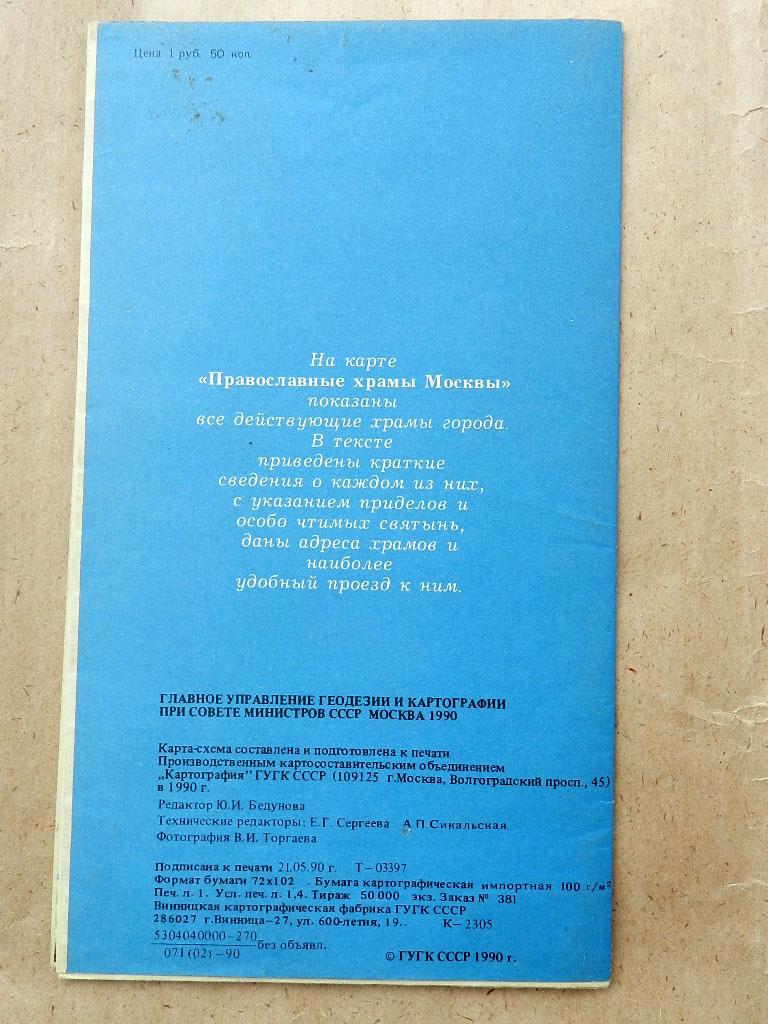 Цена 1 руб. 50 коп.
На карте
«Православные храмы Москвы»
показаны
все действующие храмы города.
В тексте
приведены краткие
сведения о каждом из них,
с указанием приделов и
особо чтимых святынь,
даны адреса храмов и
наиболее
удобный проезд к ним.
ГЛАВНОЕ УПРАВЛЕНИЕ ГЕОДЕЗИИ И КАРТОГРАФИИ
ПРИ СОВЕТЕ МИНИСТРОВ СССР МОСКВА 1990
Карта-схема составлена и подготовлена к печати
Производственным картосоставительским объединением
„Картография" ГУГК СССР (109125 г.Москва, Волгоградский просп., 45)
в 1990 г.
Редактор Ю.И. Бедунова
Технические редакторы: Е.Г. Сергеева А.П.Сикальская
Фотография В.И. Торгаева
Подписана к печати 21.05.90 г. Т—03397
Формат бумаги 72х102 . Бумага картографическая импортная 100 г/м²
Печ. л. 1. Усл. печ. л. 1,4. Тираж 50 000 экз. Заказ № 381
Винницкая картографическая фабрика ГУГК СССР
286027 г.Винница—27, ул. 600-летия, 19.. К—2305
5304040000—270
071(02)—90 без объявл.
© ГУГК СССР 1990 г.